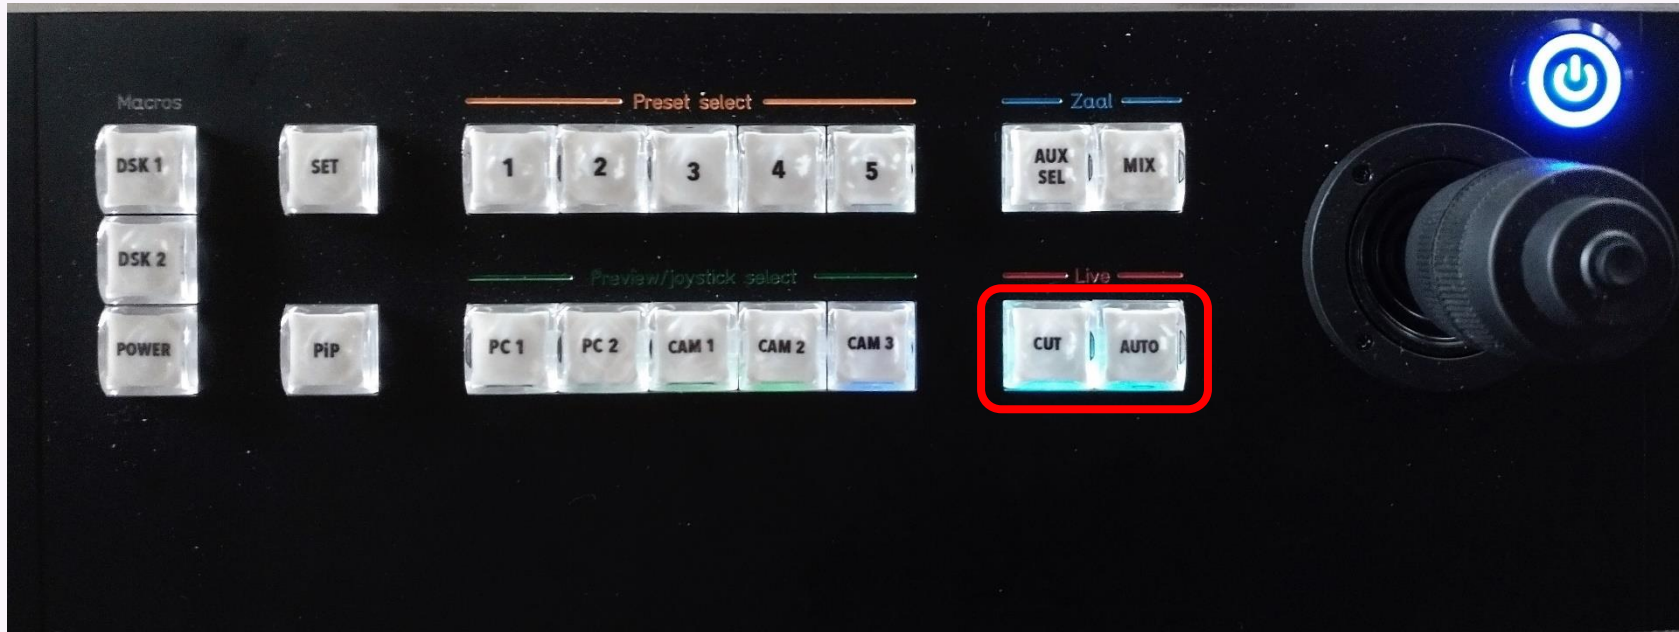 Macros
Preset select
Zaal
DSK 1
SET
1
2
3
4
5
AUX
SEL
MIX
DSK 2
Preview/joystick select
Live
POWER
PiP
PC 1
PC 2
CAM 1
CAM 2
CAM 3
CUT
AUTO